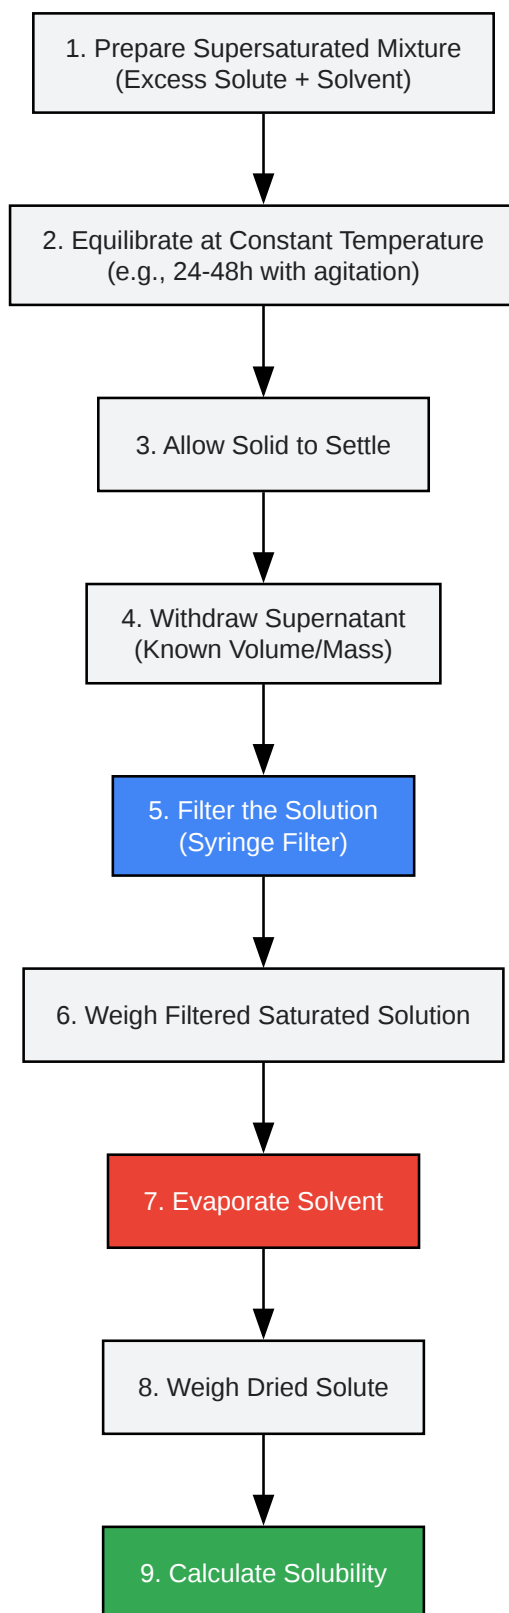 1. Prepare Supersaturated Mixture
(Excess Solute + Solvent)
2. Equilibrate at Constant Temperature
(e.g., 24-48h with agitation)
3. Allow Solid to Settle
4. Withdraw Supernatant
(Known Volume/Mass)
5. Filter the Solution
(Syringe Filter)
6. Weigh Filtered Saturated Solution
7. Evaporate Solvent
8. Weigh Dried Solute
9. Calculate Solubility